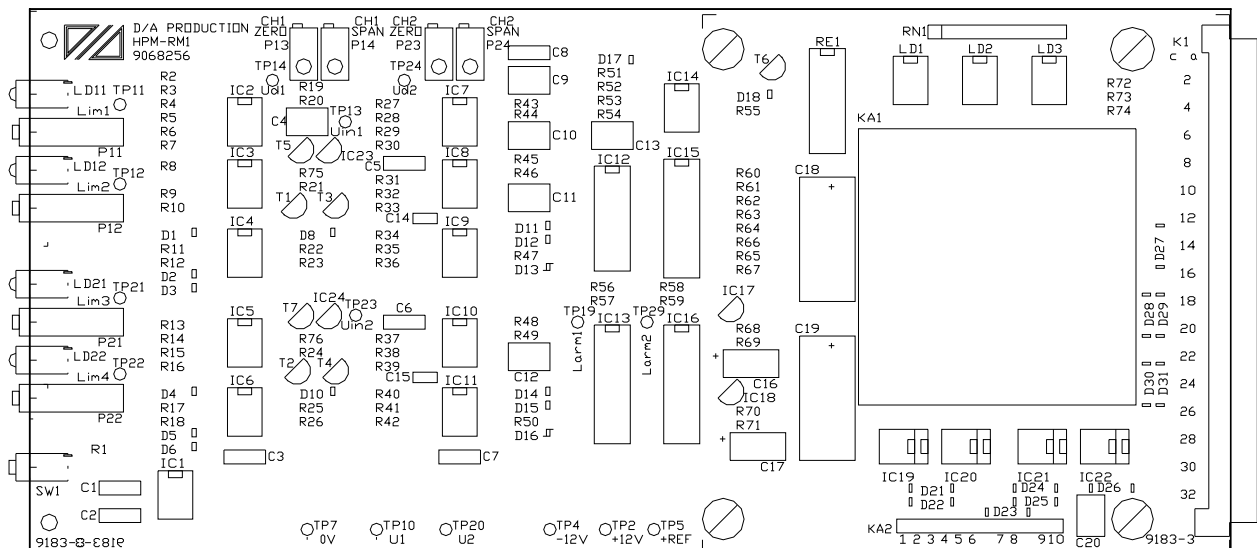 D/A PRODUCTION
HPM-RM1
9068256
CH1 CH1 CH2 CH2
ZERO SPAN ZERO SPAN
P13 P14 P23 P24
TP14 TP24
Ua1 Ua2
C8
C9
D17
R51
R52
R53
R54
IC14
T6
D18
R55
RE1
RN1
LD1 LD2 LD3
R72
R73
R74
K1
c a
2
4
6
8
10
12
14
16
18
20
22
24
26
28
30
32
LD11 TP11
Lim1
P11
LD12 TP12
Lim2
P12
LD21 TP21
Lim3
P21
LD22 TP22
Lim4
P22
R1
SW1
C1
C2
R2
R3
R4
R5
R6
R7
R8
R9
R10
D1
R11
R12
D2
D3
R13
R14
R15
R16
D4
R17
R18
D5
D6
IC1
IC2
IC3
IC4
IC5
IC6
C3
R19
R20
C4
TP13
Uin1
T5
IC23
R75
R21
T1 T3
D8
R22
R23
T7 IC24
TP23
Uin2
R76
R24
T2 T4
D10
R25
R26
R27
R28
R29
R30
C5
R31
R32
R33
C14
R34
R35
R36
C6
R37
R38
R39
C15
R40
R41
R42
IC7
IC8
IC9
IC10
IC11
C7
R43
R44
C10
R45
R46
C11
D11
D12
R47
D13
R48
R49
C12
D14
D15
R50
D16
C13
IC12
IC15
R56
R57
R58
R59
TP19 TP29
Larm1 Larm2
IC13
IC16
R60
R61
R62
R63
R64
R66
R65
R67
IC17
R68
R69
C16
IC18
R70
R71
C17
C18
+
C19
+
+
+
KA1
D27
D28
D29
D30
D31
IC19 IC20 IC21 IC22
D21
D22
D24
D25
D26
D23
KA2
1 2 3 4 5 6 7 8 9 10
C20
TP7
0V
TP10
U1
TP20
U2
TP4
-12V
TP2
+12V
TP5
+REF
9183-3